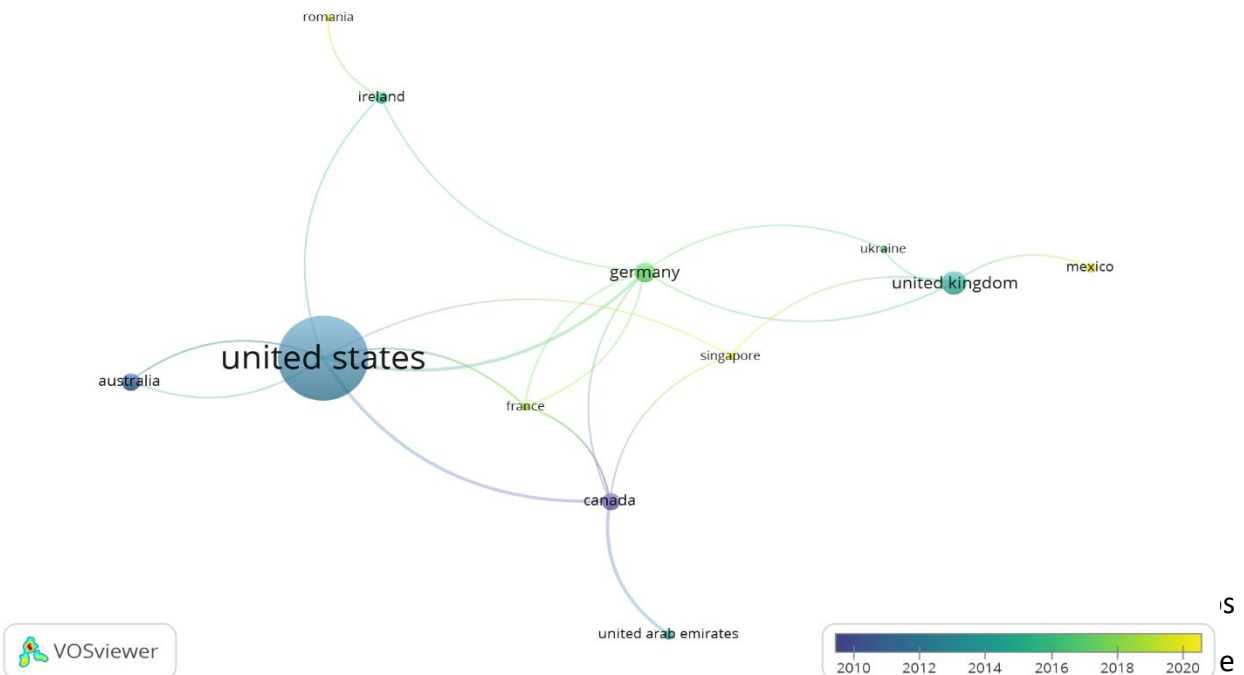 romania
ireland
ukraine
mexico
germany
united kingdom
singapore
united states
australia
france
canada
s
united arab emirates
VOSviewer
2010 2012 2014 2016 2018 2020
e